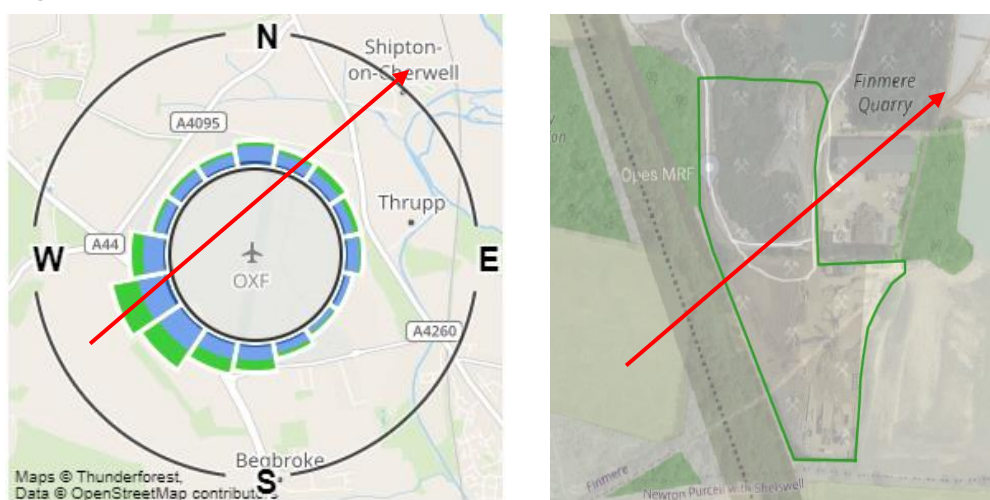 N
Shipton-
on-Cherwell
A4095
Thrupp
A44
W
E
OXF
A4260
Begbroke
S
Maps © Thunderforest,
Data © OpenStreetMap contributors
Finmere
Quarry
Opes MRF
Finmere
Newton Purcell with Shelswell